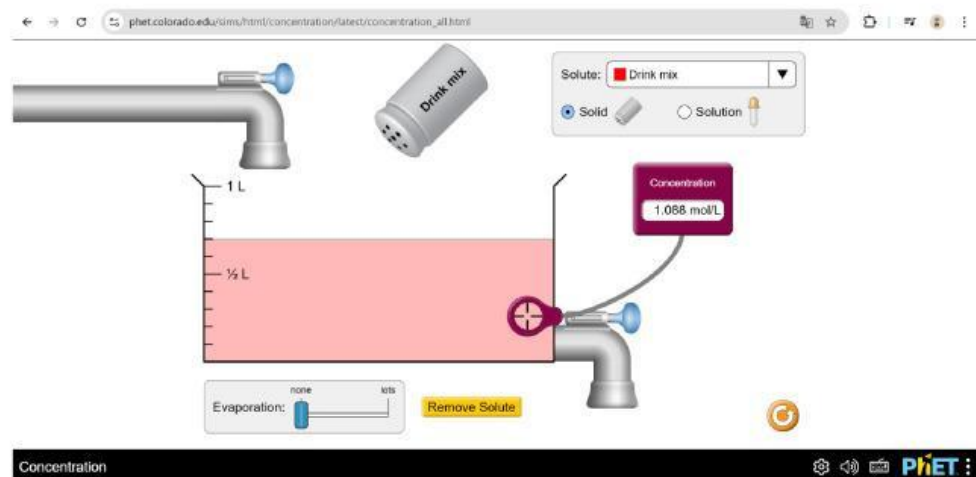 phet.colorado.edu/sims/html/concentration/latest/concentration_all.html
Drink mix
Solute: Drink mix
Solid Solution
Concentration
1.088 mol/L
1 L
½ L
none lots
Evaporation:
Remove Solute
Concentration PhET